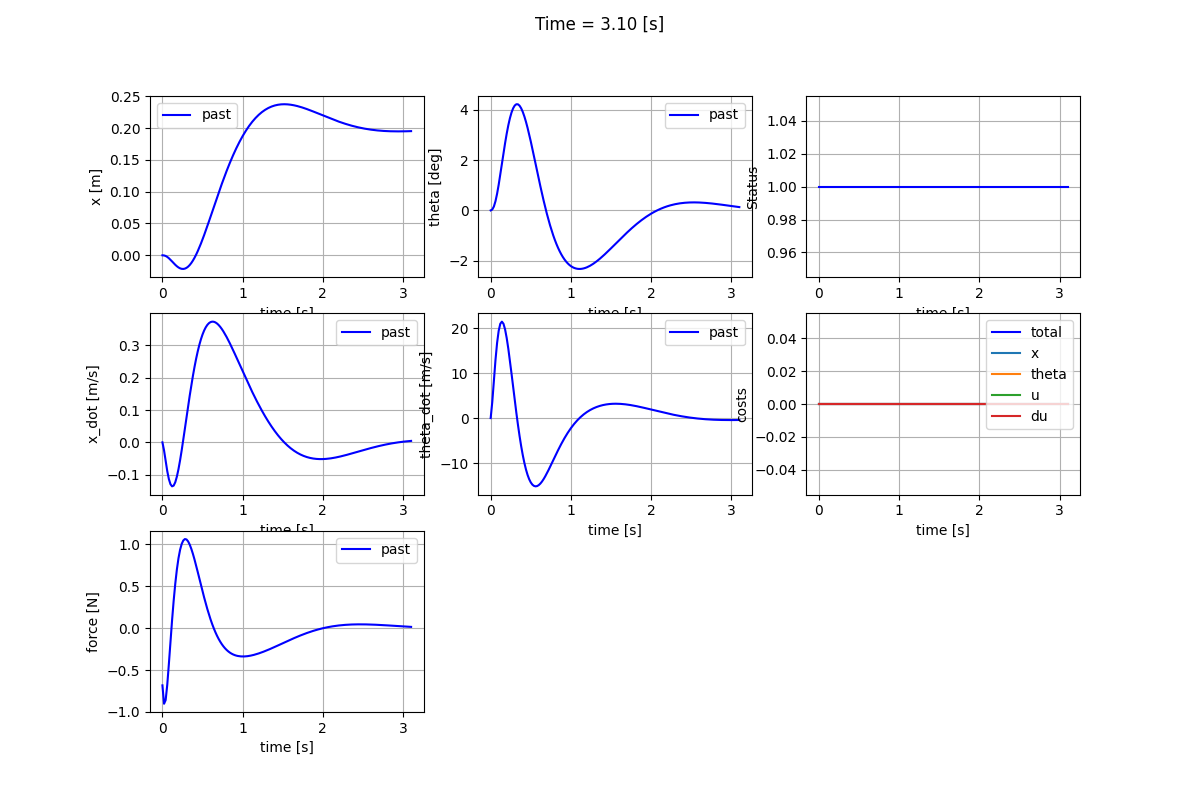 Time = 3.10 [s]
x [m]
0.25
0.20
0.15
0.10
0.05
0.00
past
0 1 2 3
time [s]
theta [deg]
4
2
0
−2
past
0 1 2 3
time [s]
Status
1.04
1.02
1.00
0.98
0.96
0 1 2 3
time [s]
x_dot [m/s]
0.3
0.2
0.1
0.0
−0.1
past
0 1 2 3
time [s]
theta_dot [m/s]
20
10
0
−10
past
0 1 2 3
time [s]
costs
0.04
0.02
0.00
−0.02
−0.04
total
x
theta
u
du
0 1 2 3
time [s]
force [N]
1.0
0.5
0.0
−0.5
−1.0
past
0 1 2 3
time [s]